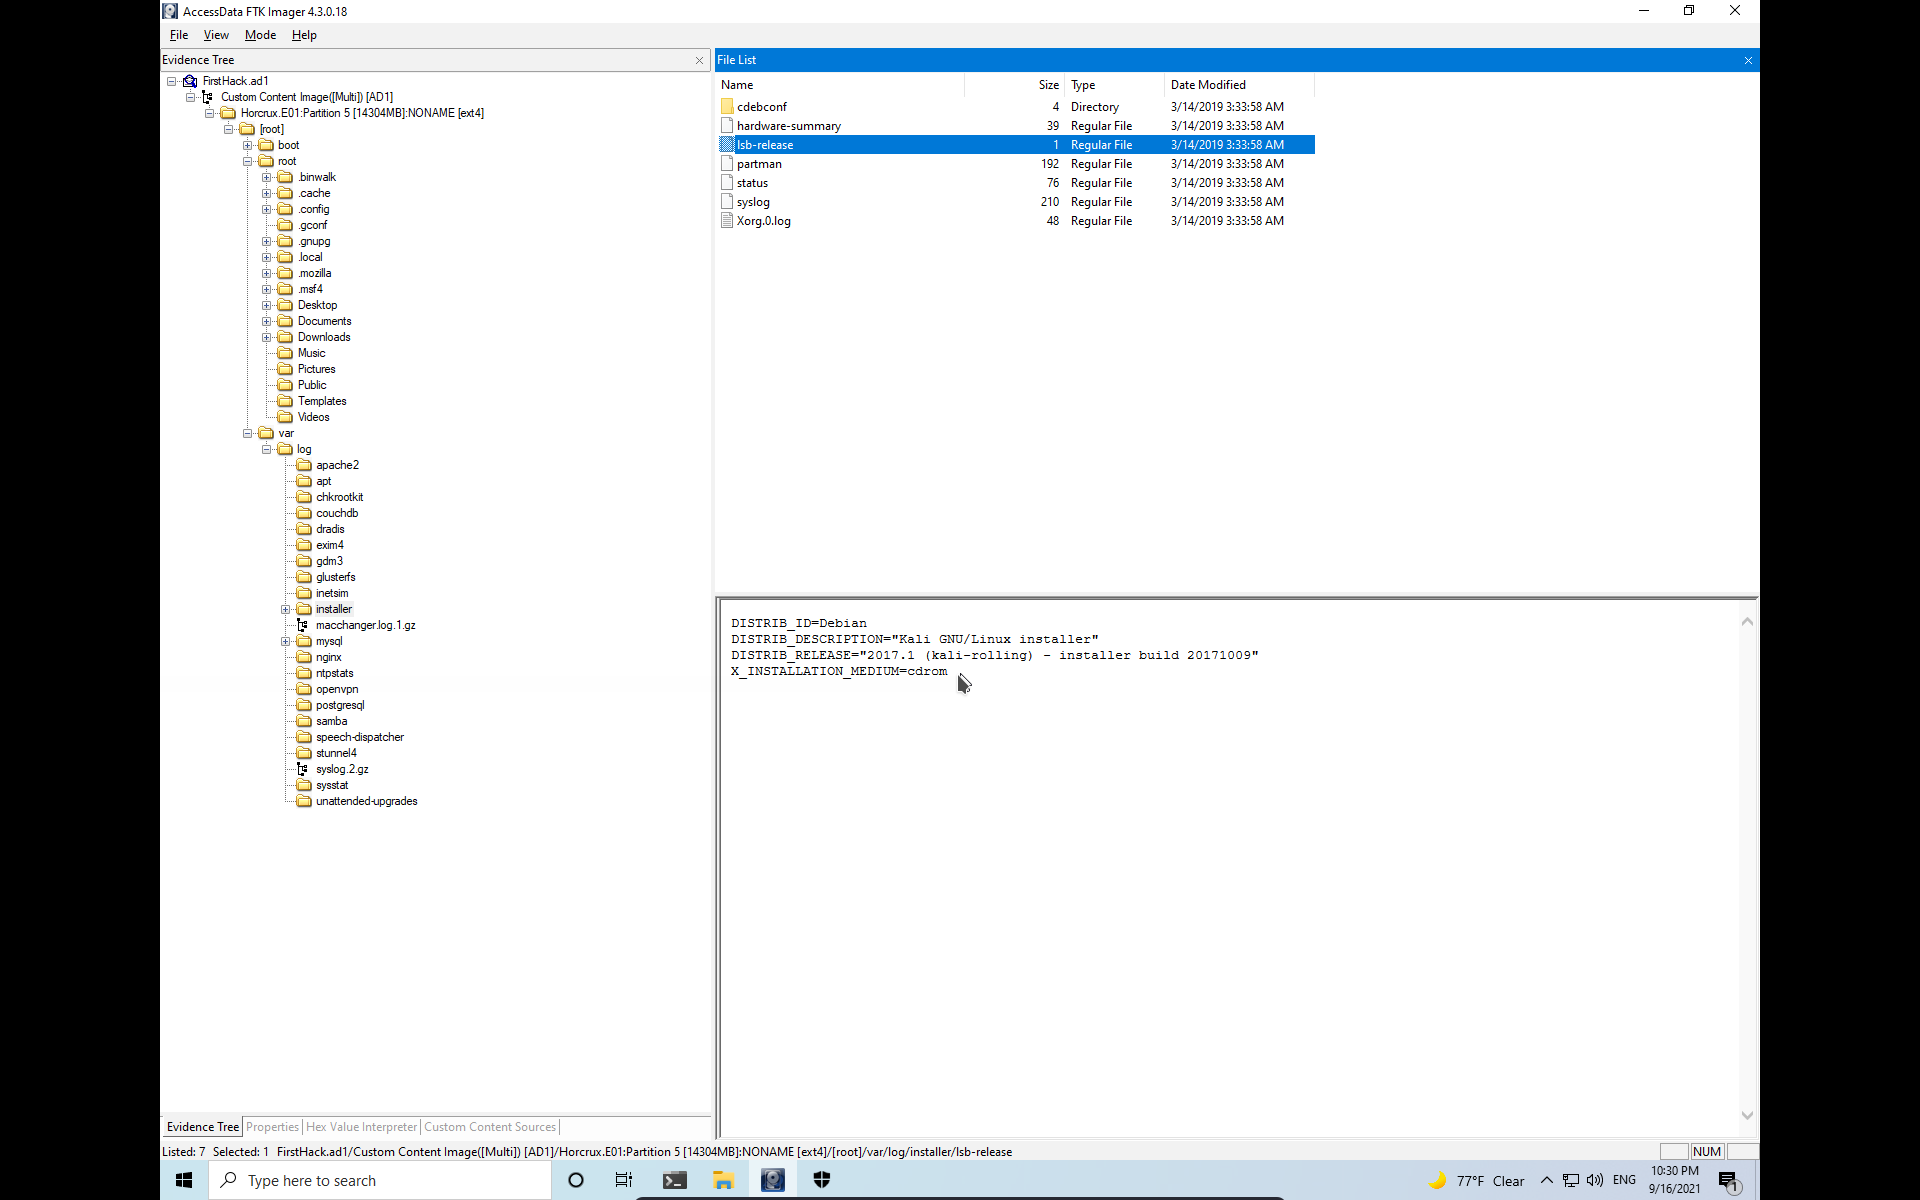 AccessData FTK Imager 4.3.0.18
File View Mode Help
Evidence Tree
FirstHack.ad1
Custom Content Image([Multi]) [AD1]
Horcrux.E01:Partition 5 [14304MB]:NONAME [ext4]
[root]
boot
root
.binwalk
.cache
.config
.gconf
.gnupg
.local
.mozilla
.msf4
Desktop
Documents
Downloads
Music
Pictures
Public
Templates
Videos
var
log
apache2
apt
chkrootkit
couchdb
dradis
exim4
gdm3
glusterfs
inetsim
installer
macchanger.log.1.gz
mysql
nginx
ntpstats
openvpn
postgresql
samba
speech-dispatcher
stunnel4
syslog.2.gz
sysstat
unattended-upgrades
Evidence Tree Properties Hex Value Interpreter Custom Content Sources
File List
Name Size Type Date Modified
cdebconf 4 Directory 3/14/2019 3:33:58 AM
hardware-summary 39 Regular File 3/14/2019 3:33:58 AM
lsb-release 1 Regular File 3/14/2019 3:33:58 AM
partman 192 Regular File 3/14/2019 3:33:58 AM
status 76 Regular File 3/14/2019 3:33:58 AM
syslog 210 Regular File 3/14/2019 3:33:58 AM
Xorg.0.log 48 Regular File 3/14/2019 3:33:58 AM
DISTRIB_ID=Debian
DISTRIB_DESCRIPTION="Kali GNU/Linux installer"
DISTRIB_RELEASE="2017.1 (kali-rolling) - installer build 20171009"
X_INSTALLATION_MEDIUM=cdrom
Listed: 7 Selected: 1 FirstHack.ad1/Custom Content Image([Multi]) [AD1]/Horcrux.E01:Partition 5 [14304MB]:NONAME [ext4]/[root]/var/log/installer/lsb-release NUM
Type here to search
77°F Clear
ENG
10:30 PM
9/16/2021
1